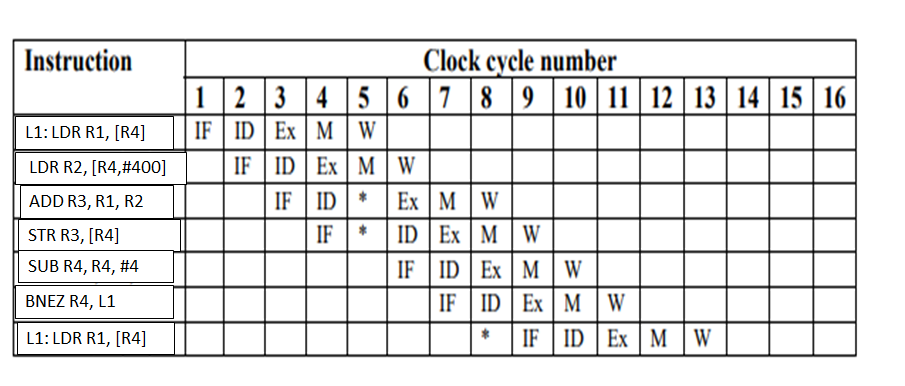 Instruction Clock cycle number
1 2 3 4 5 6 7 8 9 10 11 12 13 14 15 16
L1: LDR R1, [R4] IF ID Ex M W
LDR R2, [R4,#400] IF ID Ex M W
ADD R3, R1, R2 IF ID * Ex M W
STR R3, [R4] IF * ID Ex M W
SUB R4, R4, #4 IF ID Ex M W
BNEZ R4, L1 IF ID Ex M W
L1: LDR R1, [R4] * IF ID Ex M W